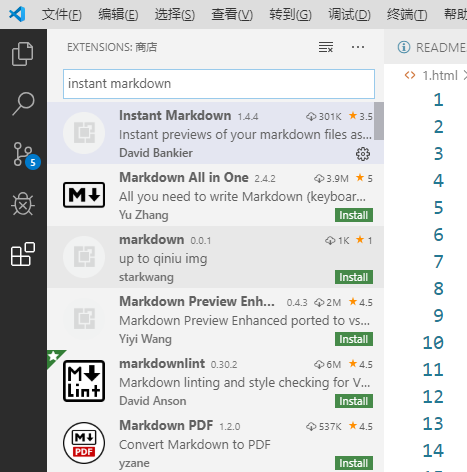 文件(F) 编辑(E) 选择(S) 查看(V) 转到(G) 调试(D) 终端(T) 帮助
EXTENSIONS: 商店
README
instant markdown
1.html
Instant Markdown 1.4.4 301K 3.5
Instant previews of your markdown files as...
David Bankier
Markdown All in One 2.4.2 3.9M 5
All you need to write Markdown (keyboar...
Yu Zhang Install
markdown 0.0.1 1K 1
up to qiniu img
starkwang Install
Markdown Preview Enh... 0.4.3 2M 4.5
Markdown Preview Enhanced ported to vs...
Yiyi Wang Install
markdownlint 0.30.2 6M 4.5
Markdown linting and style checking for V...
David Anson Install
Markdown PDF 1.2.0 537K 4.5
Convert Markdown to PDF
yzane Install
5
M
M
Lint
M
PDF
1
2
3
4
5
6
7
8
9
10
11
12
13
14